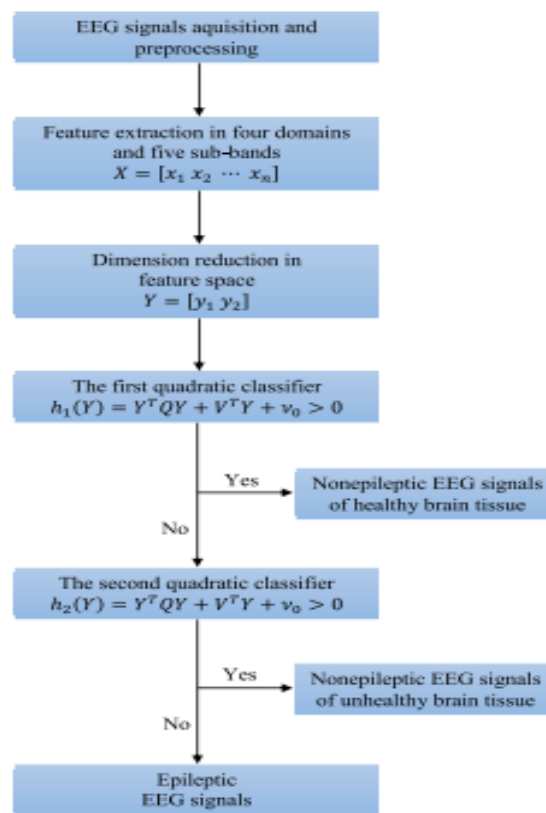 EEG signals aquisition and
preprocessing
Feature extraction in four domains
and five sub-bands
𝑋 = [𝑥₁ 𝑥₂ ⋯ 𝑥ₙ]
Dimension reduction in
feature space
𝑌 = [𝑦₁ 𝑦₂]
The first quadratic classifier
ℎ₁(𝑌) = 𝑌ᵀ𝑄𝑌 + 𝑉ᵀ𝑌 + 𝑣₀ > 0
Yes
Nonepileptic EEG signals
of healthy brain tissue
No
The second quadratic classifier
ℎ₂(𝑌) = 𝑌ᵀ𝑄𝑌 + 𝑉ᵀ𝑌 + 𝑣₀ > 0
Yes
Nonepileptic EEG signals
of unhealthy brain tissue
No
Epileptic
EEG signals